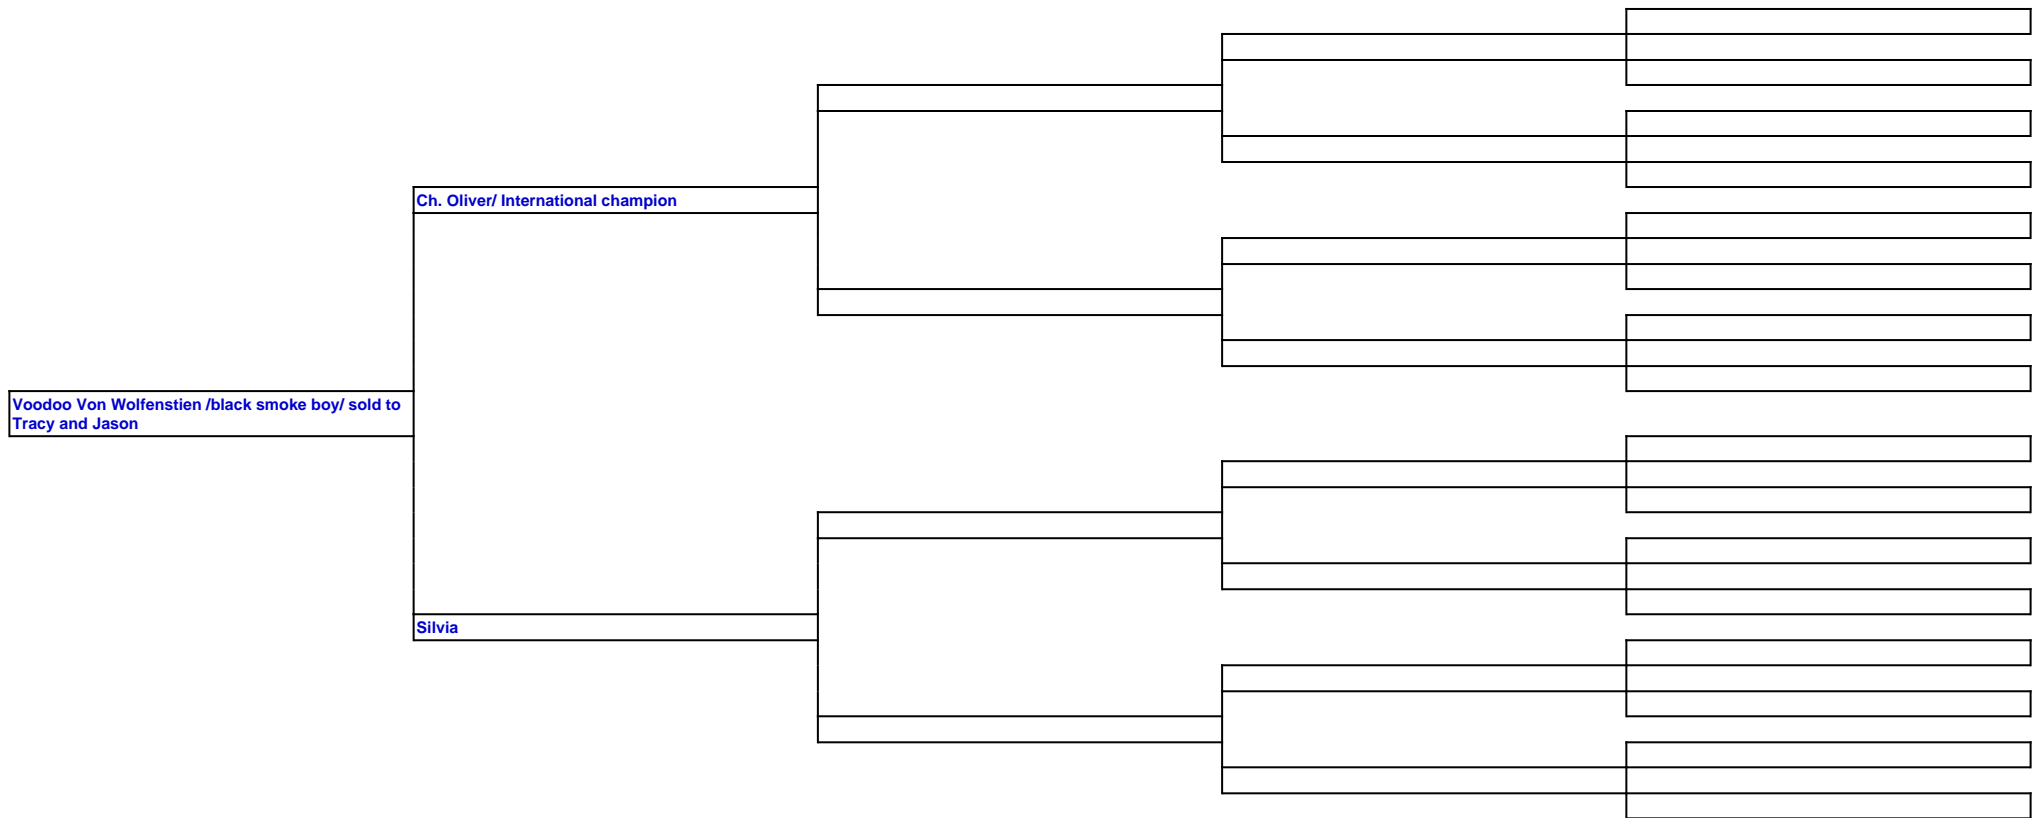 Ch. Oliver/ International champion
Voodoo Von Wolfenstien /black smoke boy/ sold to
Tracy and Jason
Silvia